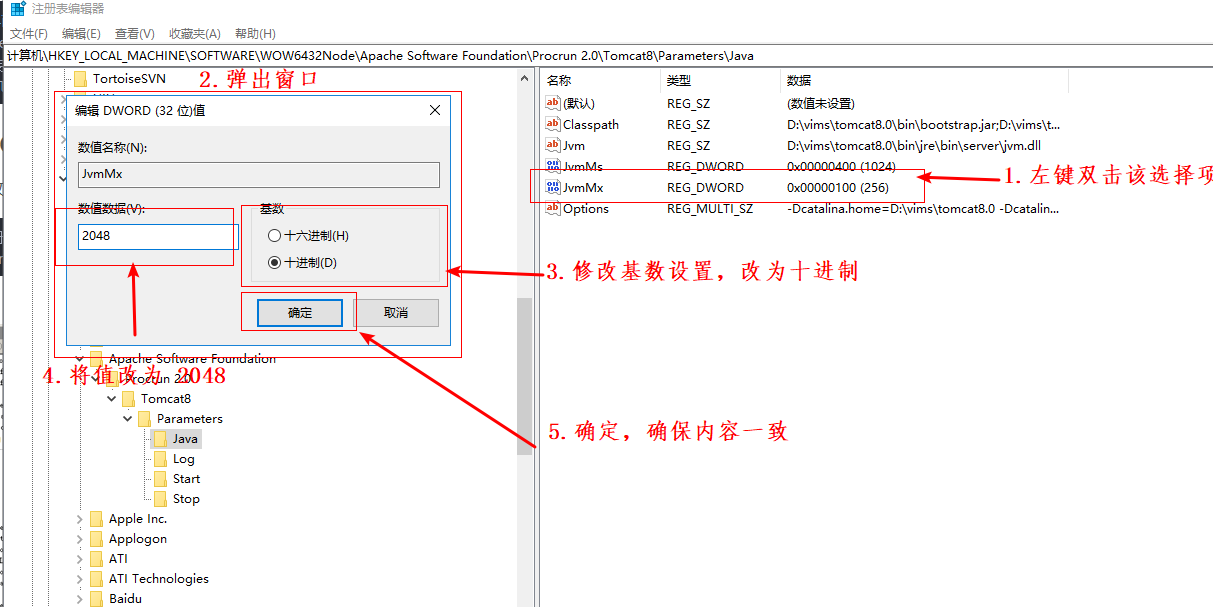 注册表编辑器
文件(F) 编辑(E) 查看(V) 收藏夹(A) 帮助(H)
计算机\HKEY_LOCAL_MACHINE\SOFTWARE\WOW6432Node\Apache Software Foundation\Procrun 2.0\Tomcat8\Parameters\Java
TortoiseSVN
2.弹出窗口
编辑 DWORD (32 位)值
数值名称(N):
JvmMx
数值数据(V):
2048
基数
十六进制(H)
十进制(D)
确定 取消
Apache Software Foundation
4.将值改为 2048
Procrun 2.0
Tomcat8
Parameters
Java
Log
Start
Stop
Apple Inc.
Applogon
ATI
ATI Technologies
Baidu
名称 类型 数据
(默认) REG_SZ (数值未设置)
Classpath REG_SZ D:\vims\tomcat8.0\bin\bootstrap.jar;D:\vims\t...
Jvm REG_SZ D:\vims\tomcat8.0\bin\jre\bin\server\jvm.dll
JvmMs REG_DWORD 0x00000400 (1024)
JvmMx REG_DWORD 0x00000100 (256)
Options REG_MULTI_SZ -Dcatalina.home=D:\vims\tomcat8.0 -Dcatalin...
1.左键双击该选择项
3.修改基数设置，改为十进制
5.确定，确保内容一致